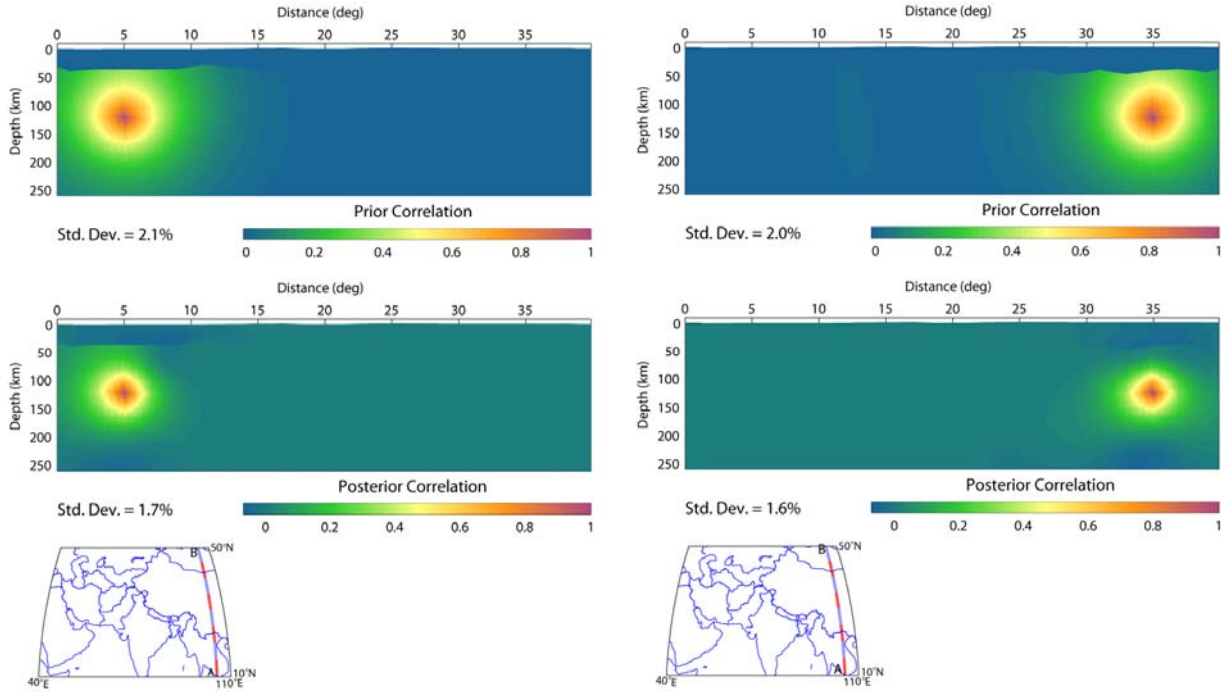 Distance (deg)
0 5 10 15 20 25 30 35
0
50
100
150
200
250
Depth (km)
Prior Correlation
Std. Dev. = 2.1%
0 0.2 0.4 0.6 0.8 1
Distance (deg)
0 5 10 15 20 25 30 35
0
50
100
150
200
250
Depth (km)
Prior Correlation
Std. Dev. = 2.0%
0 0.2 0.4 0.6 0.8 1
Distance (deg)
0 5 10 15 20 25 30 35
0
50
100
150
200
250
Depth (km)
Posterior Correlation
Std. Dev. = 1.7%
0 0.2 0.4 0.6 0.8 1
Distance (deg)
0 5 10 15 20 25 30 35
0
50
100
150
200
250
Depth (km)
Posterior Correlation
Std. Dev. = 1.6%
0 0.2 0.4 0.6 0.8 1
B 50°N
A 10°N
40°E 110°E
B 50°N
A 10°N
40°E 110°E